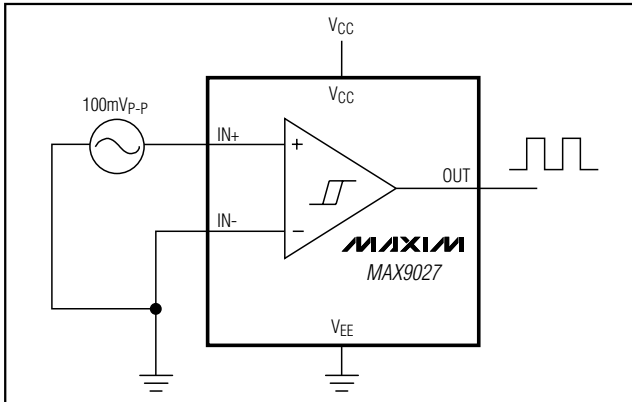 VCC
VCC
100mVP-P
IN+
+
OUT
IN-
−
MAXIM
MAX9027
VEE